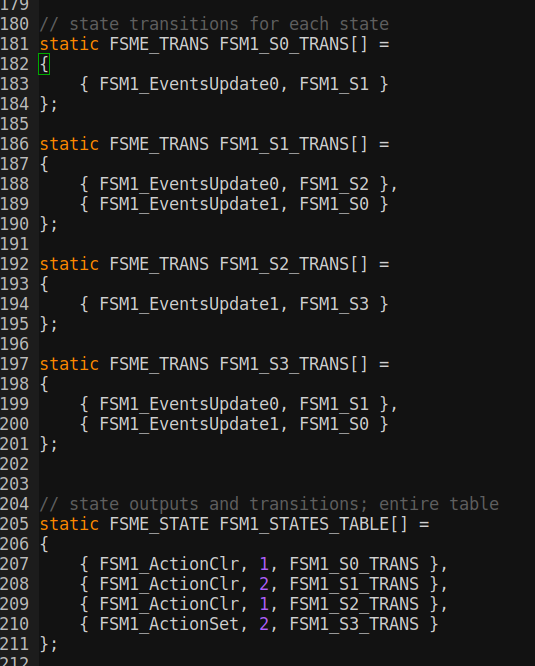 179
180 // state transitions for each state
181 static FSME_TRANS FSM1_S0_TRANS[] =
182 {
183     { FSM1_EventsUpdate0, FSM1_S1 }
184 };
185
186 static FSME_TRANS FSM1_S1_TRANS[] =
187 {
188     { FSM1_EventsUpdate0, FSM1_S2 },
189     { FSM1_EventsUpdate1, FSM1_S0 }
190 };
191
192 static FSME_TRANS FSM1_S2_TRANS[] =
193 {
194     { FSM1_EventsUpdate1, FSM1_S3 }
195 };
196
197 static FSME_TRANS FSM1_S3_TRANS[] =
198 {
199     { FSM1_EventsUpdate0, FSM1_S1 },
200     { FSM1_EventsUpdate1, FSM1_S0 }
201 };
202
203
204 // state outputs and transitions; entire table
205 static FSME_STATE FSM1_STATES_TABLE[] =
206 {
207     { FSM1_ActionClr, 1, FSM1_S0_TRANS },
208     { FSM1_ActionClr, 2, FSM1_S1_TRANS },
209     { FSM1_ActionClr, 1, FSM1_S2_TRANS },
210     { FSM1_ActionSet, 2, FSM1_S3_TRANS }
211 };
212